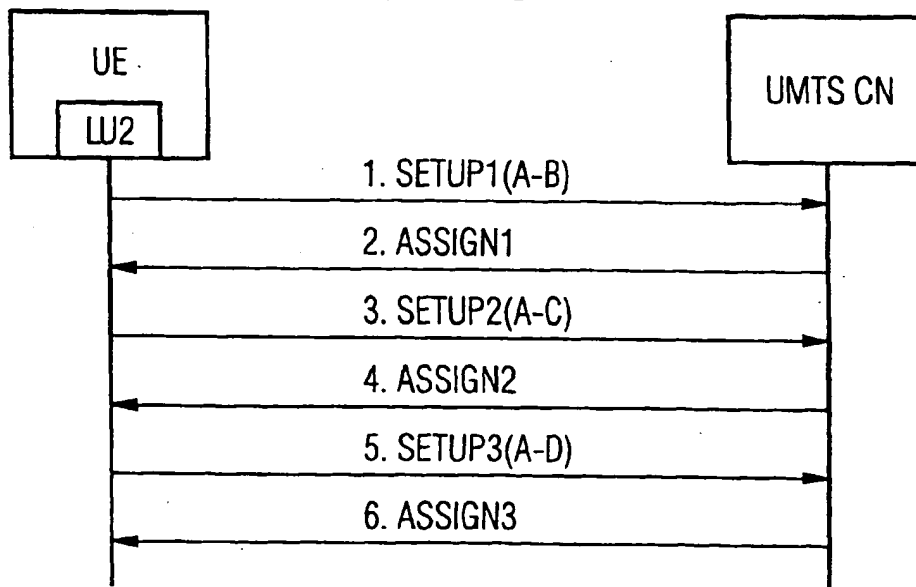 UE
LU2
UMTS CN
1. SETUP1(A-B)
2. ASSIGN1
3. SETUP2(A-C)
4. ASSIGN2
5. SETUP3(A-D)
6. ASSIGN3